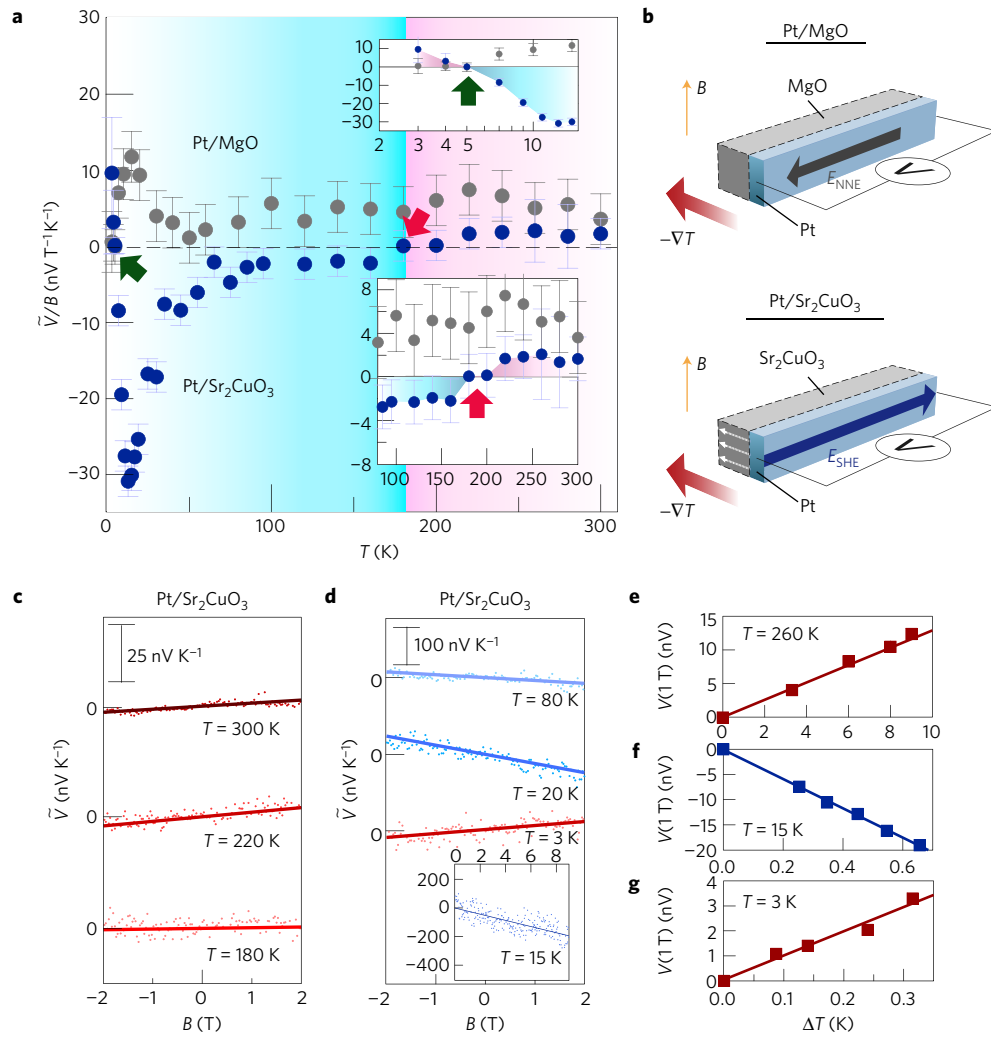 a
30
20
10
0
−10
−20
−30
Ṽ/B (nV T⁻¹K⁻¹)
Pt/MgO
Pt/Sr₂CuO₃
0
100
200
300
T (K)
10
0
−10
−20
−30
2
3
4
5
10
8
4
0
−4
−8
100
150
200
250
300
b
Pt/MgO
MgO
B
E_NNE
V
Pt
−∇T
Pt/Sr₂CuO₃
Sr₂CuO₃
B
E_SHE
V
Pt
−∇T
c
Pt/Sr₂CuO₃
25 nV K⁻¹
0
T = 300 K
0
T = 220 K
0
T = 180 K
Ṽ (nV K⁻¹)
−2
−1
0
1
2
B (T)
d
Pt/Sr₂CuO₃
100 nV K⁻¹
0
T = 80 K
0
T = 20 K
0
T = 3 K
Ṽ (nV K⁻¹)
0 2 4 6 8
200
0
−200
−400
T = 15 K
−2
−1
0
1
2
B (T)
e
15
10
5
0
V(1 T) (nV)
T = 260 K
0 2 4 6 8 10
f
0
−5
−10
−15
−20
V(1T) (nV)
T = 15 K
0.0 0.2 0.4 0.6
g
4
3
2
1
0
V(1T) (nV)
T = 3 K
0.0 0.1 0.2 0.3
ΔT (K)